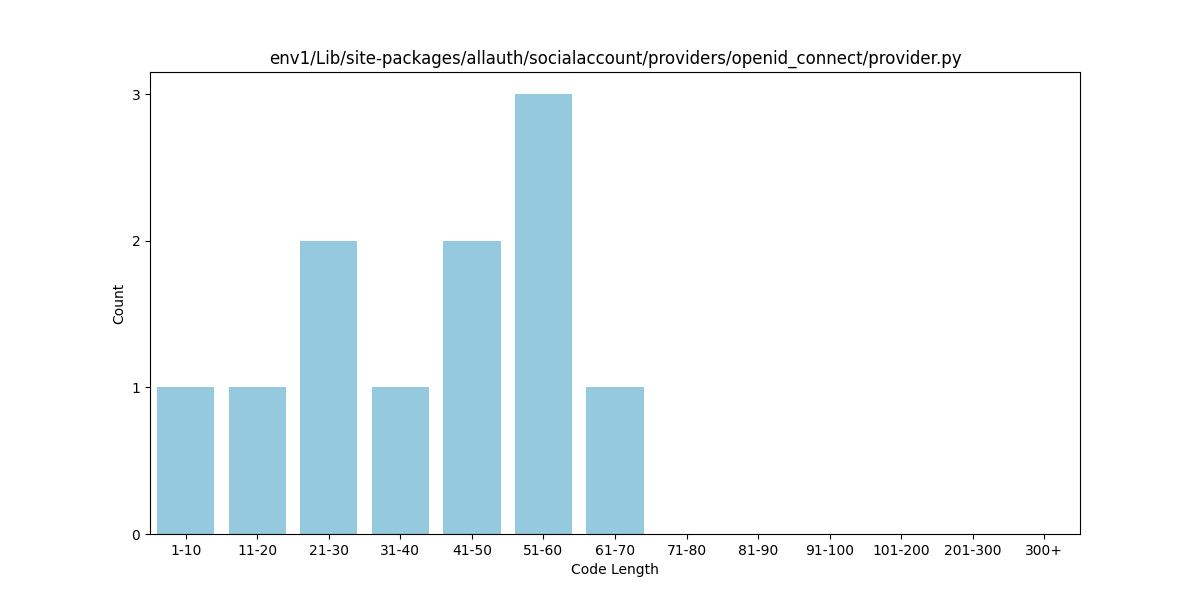 env1/Lib/site-packages/allauth/socialaccount/providers/openid_connect/provider.py
3
2
1
0
Count
1-10 11-20 21-30 31-40 41-50 51-60 61-70 71-80 81-90 91-100 101-200 201-300 300+
Code Length